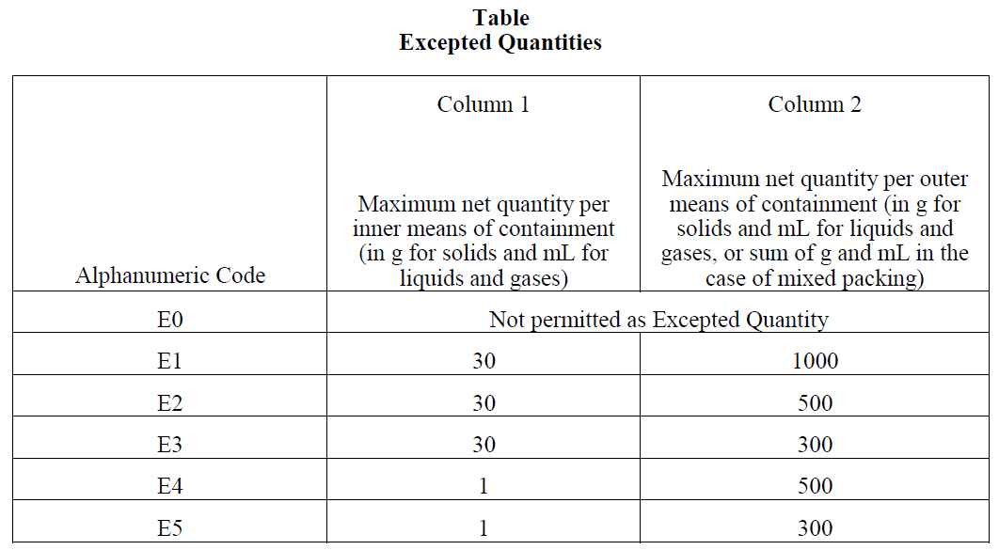 Table
Excepted Quantities
Column 1
Column 2
Alphanumeric Code
Maximum net quantity per
inner means of containment
(in g for solids and mL for
liquids and gases)
Maximum net quantity per outer
means of containment (in g for
solids and mL for liquids and
gases, or sum of g and mL in the
case of mixed packing)
E0 Not permitted as Excepted Quantity
E1 30 1000
E2 30 500
E3 30 300
E4 1 500
E5 1 300